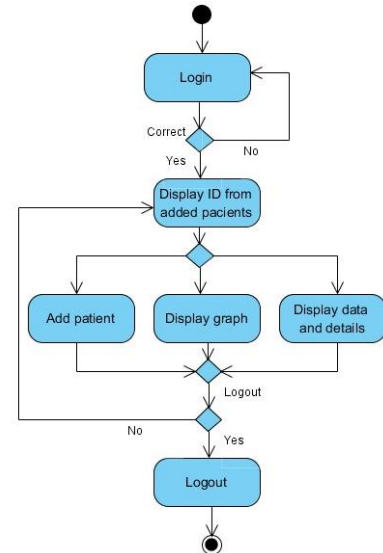 Login
Correct
No
Yes
Display ID from
added pacients
Add patient
Display graph
Display data
and details
Logout
No
Yes
Logout